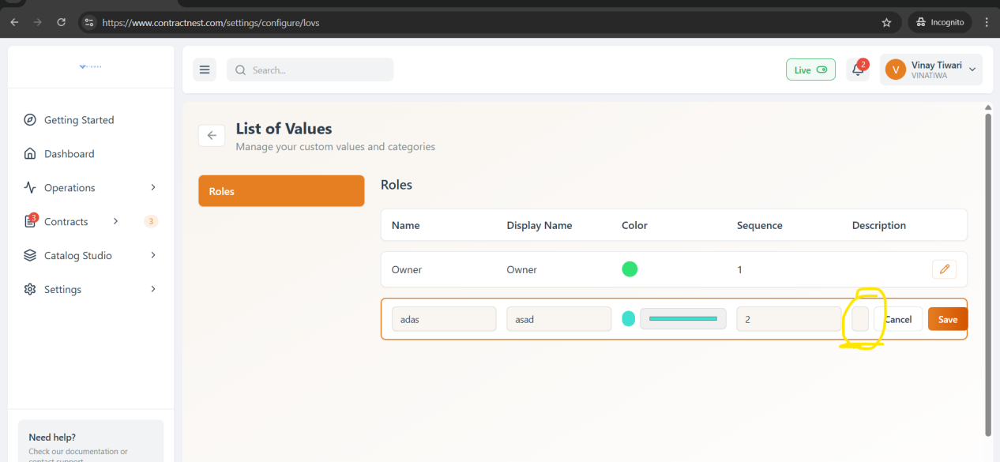 https://www.contractnest.com/settings/configure/lovs
Incognito
Search...
Live
2
V
Vinay Tiwari
VINATIWA
Getting Started
Dashboard
Operations
3
Contracts
3
Catalog Studio
Settings
List of Values
Manage your custom values and categories
Roles
Roles
Name Display Name Color Sequence Description
Owner Owner 1
adas asad 2 Cancel Save
Need help?
Check our documentation or
contact support